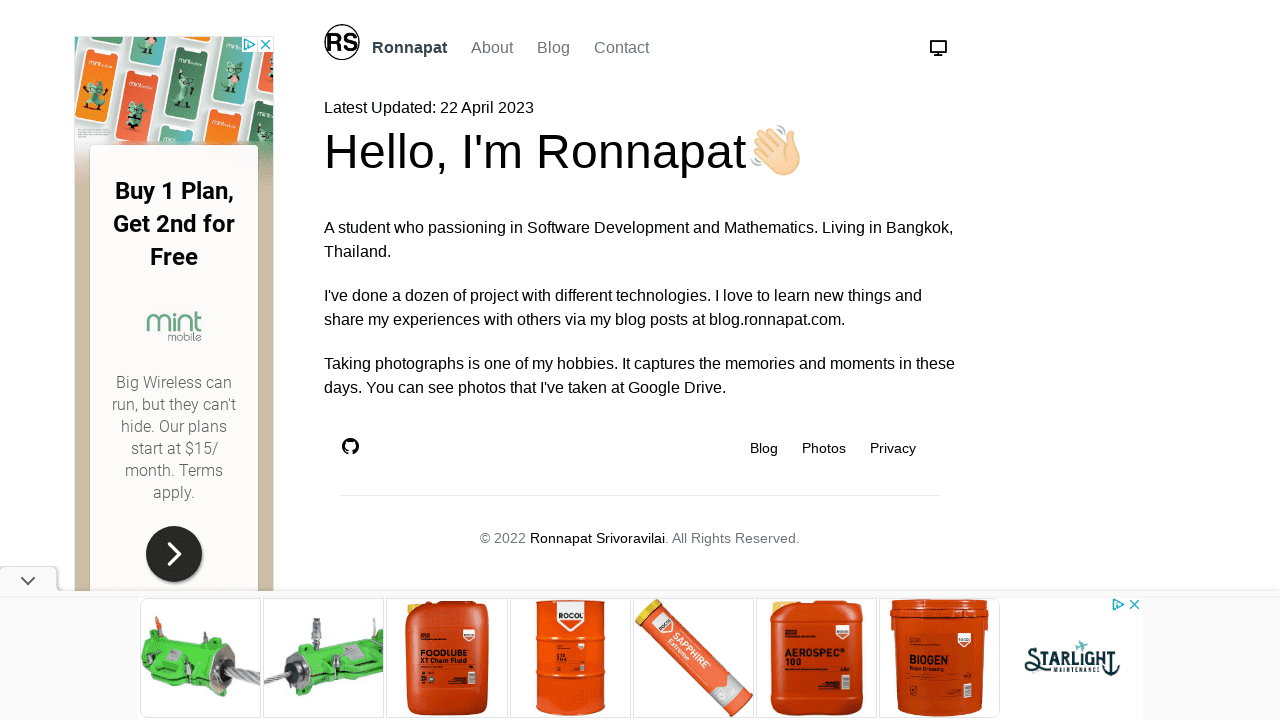 RS Ronnapat About Blog Contact
Latest Updated: 22 April 2023
Hello, I'm Ronnapat
A student who passioning in Software Development and Mathematics. Living in Bangkok,
Thailand.
I've done a dozen of project with different technologies. I love to learn new things and
share my experiences with others via my blog posts at blog.ronnapat.com.
Taking photographs is one of my hobbies. It captures the memories and moments in these
days. You can see photos that I've taken at Google Drive.
Blog Photos Privacy
© 2022 Ronnapat Srivoravilai. All Rights Reserved.
Buy 1 Plan,
Get 2nd for
Free
mint
mobile
Big Wireless can
run, but they can't
hide. Our plans
start at $15/
month. Terms
apply.
ROCOL
FOODLUBE
XT Chain Fluid
ROCOL
ROCOL
SAPPHIRE
Extreme
ROCOL
AEROSPEC
100
ROCOL
BIOGEN
Rope Dressing
STARLIGHT
MAINTENANCE